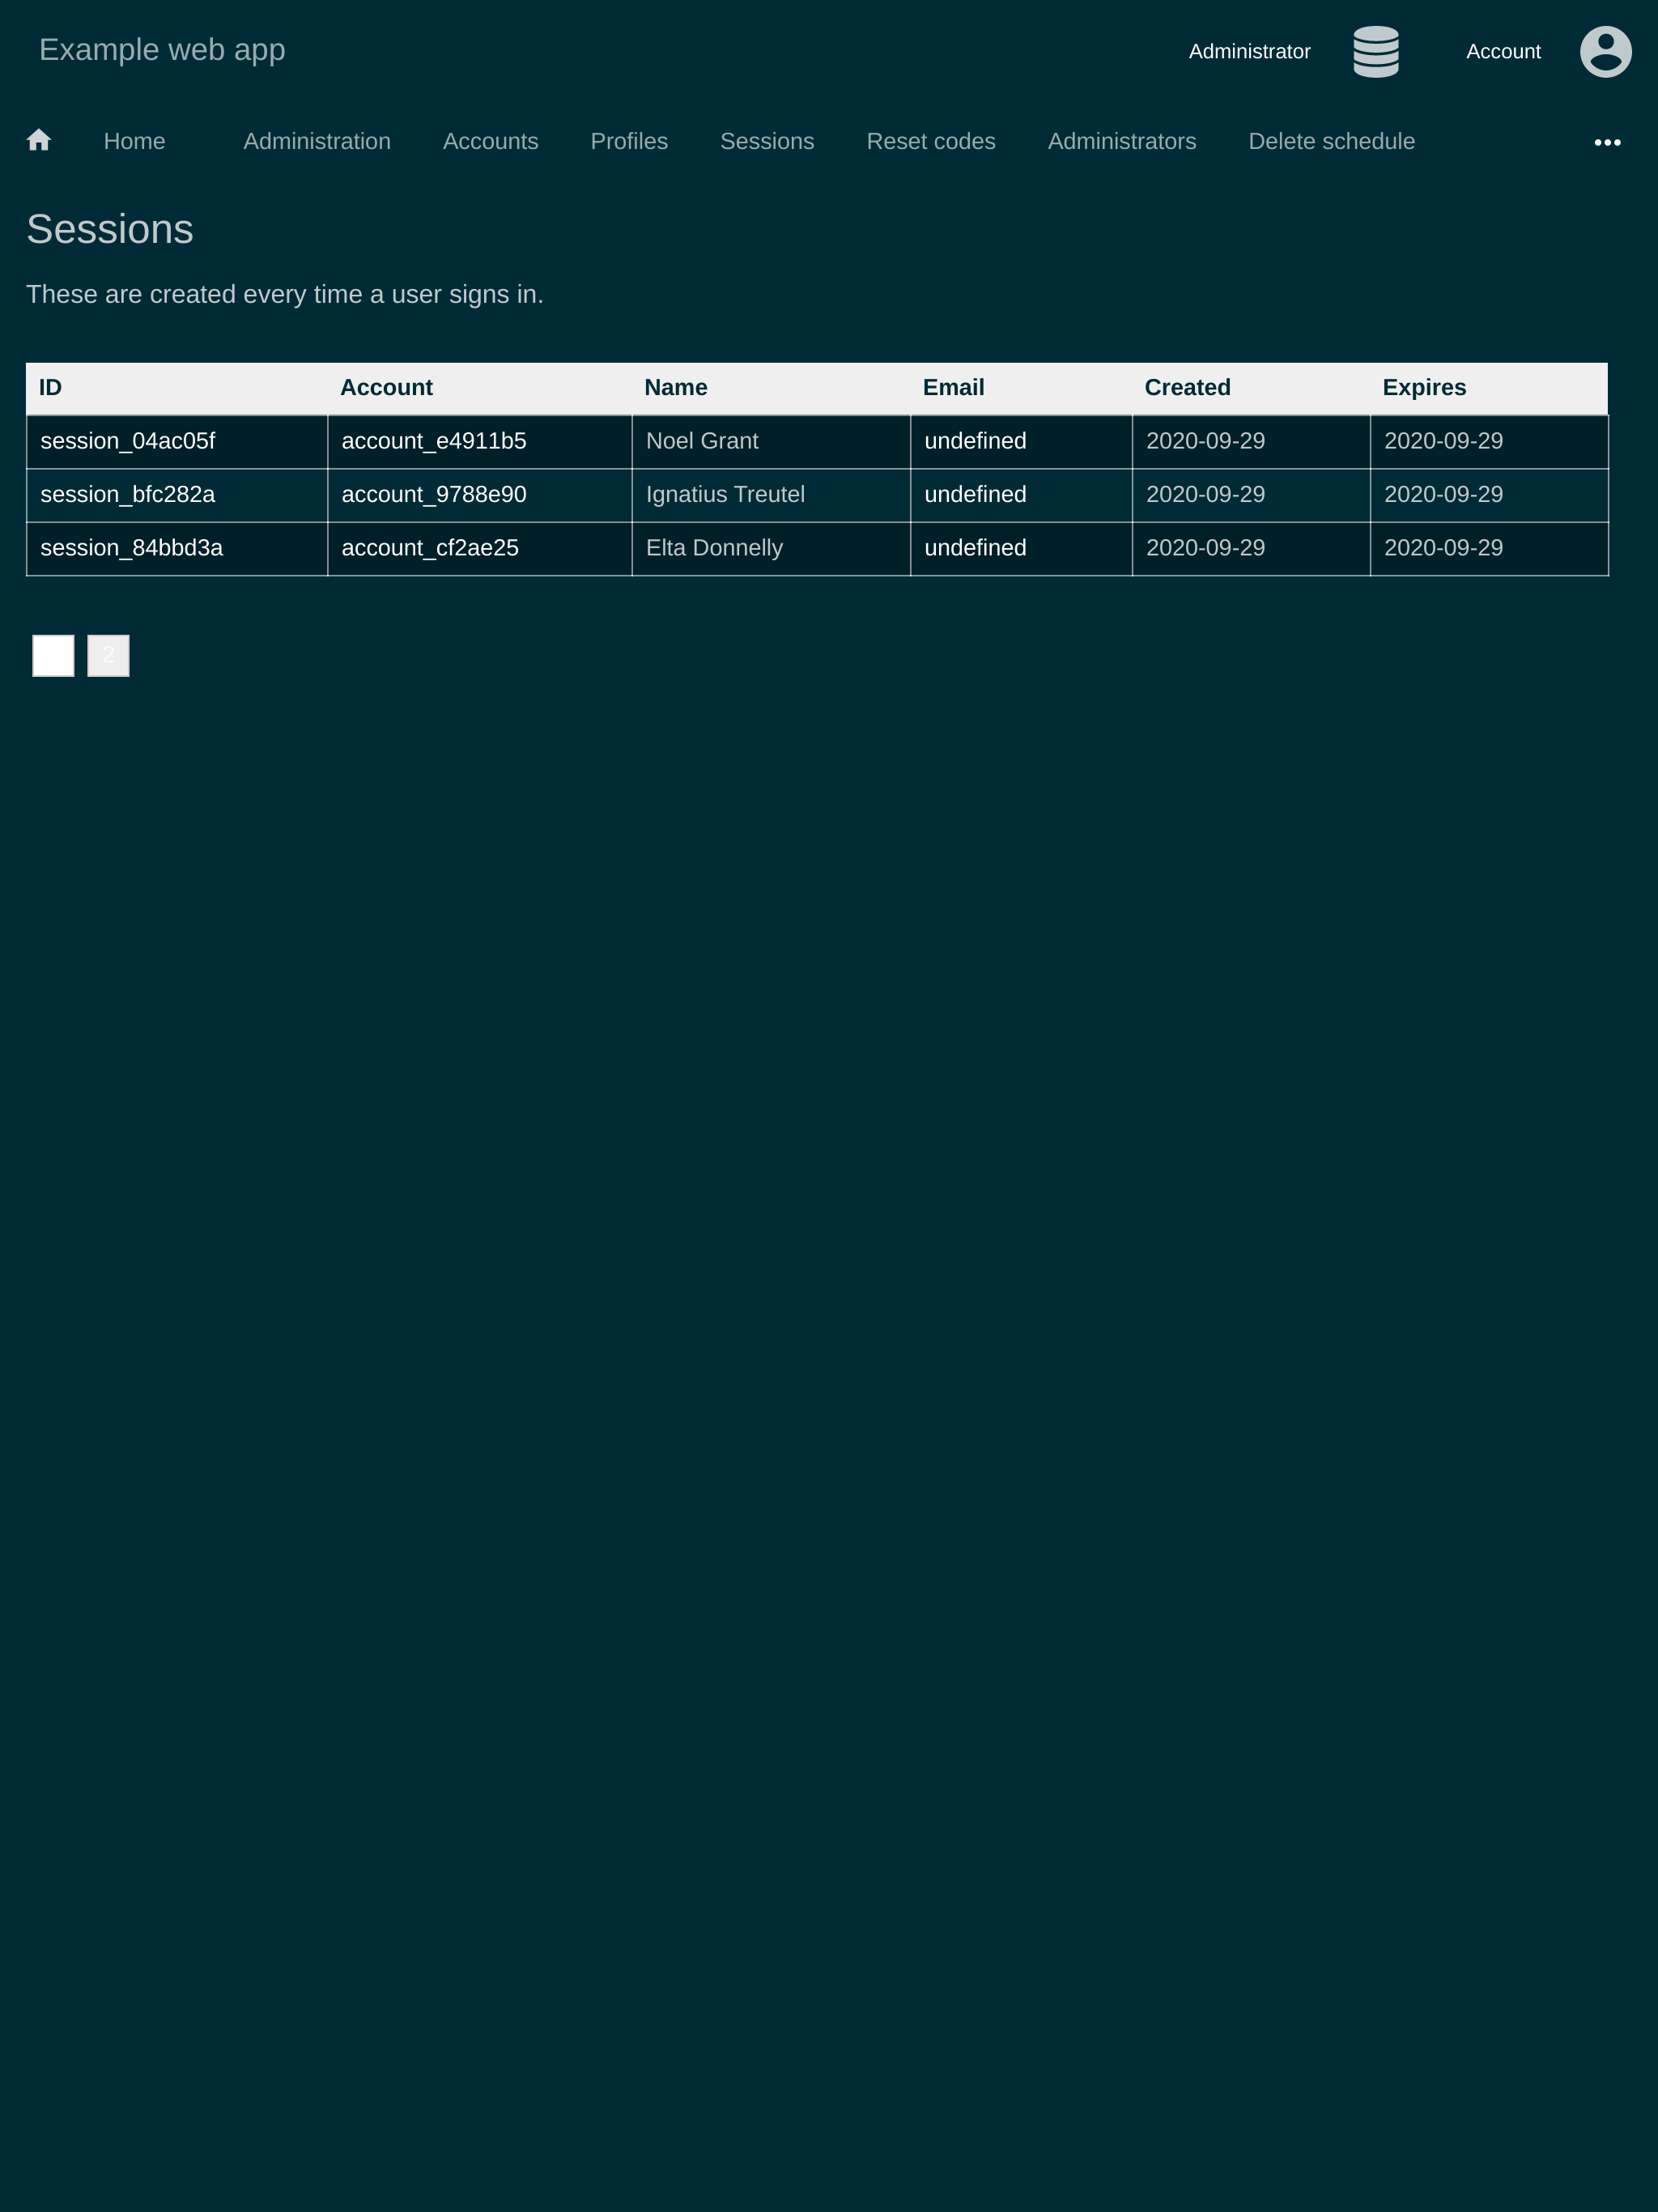 Example web app
Administrator Account
Home Administration Accounts Profiles Sessions Reset codes Administrators Delete schedule
Sessions
These are created every time a user signs in.
ID Account Name Email Created Expires
session_04ac05f account_e4911b5 Noel Grant undefined 2020-09-29 2020-09-29
session_bfc282a account_9788e90 Ignatius Treutel undefined 2020-09-29 2020-09-29
session_84bbd3a account_cf2ae25 Elta Donnelly undefined 2020-09-29 2020-09-29
2